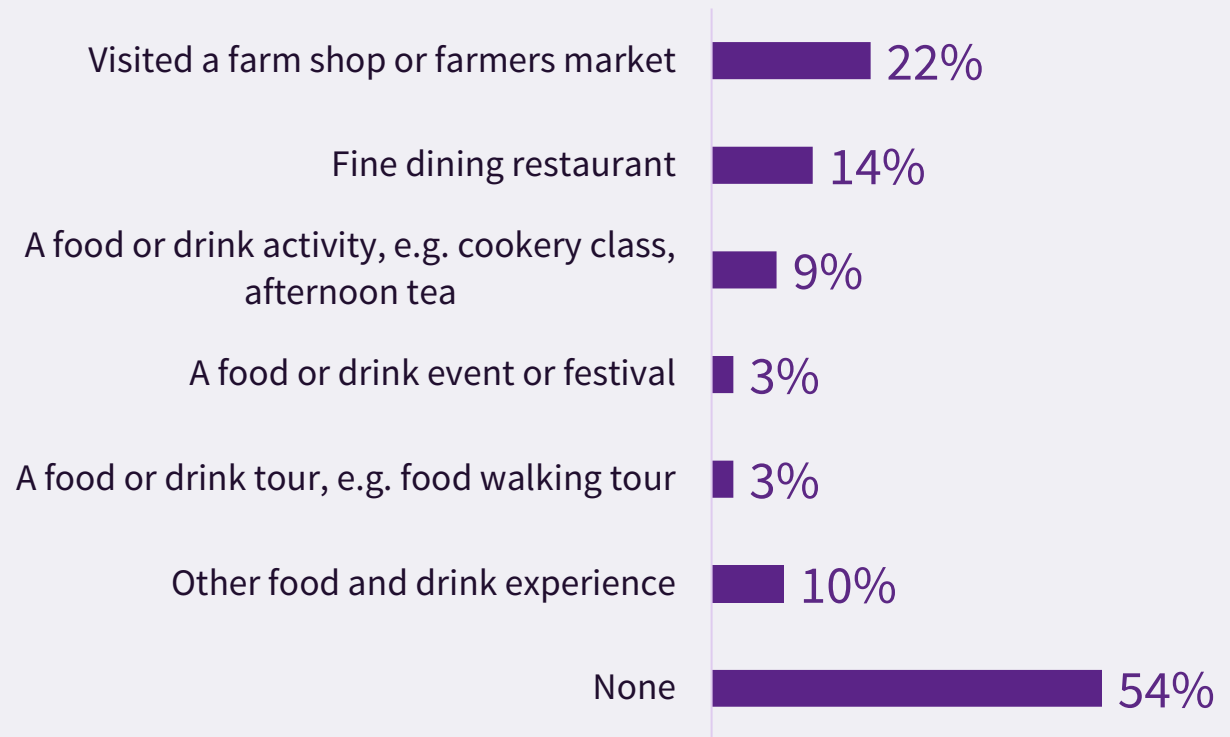 Visited a farm shop or farmers market 22%
Fine dining restaurant 14%
A food or drink activity, e.g. cookery class,
afternoon tea 9%
A food or drink event or festival 3%
A food or drink tour, e.g. food walking tour 3%
Other food and drink experience 10%
None 54%